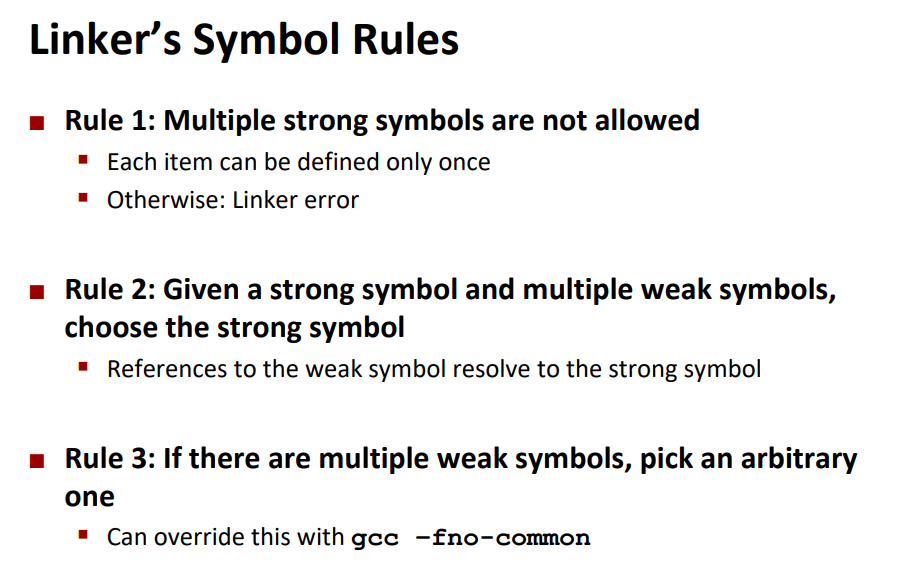 Linker’s Symbol Rules
■ Rule 1: Multiple strong symbols are not allowed
▪ Each item can be defined only once
▪ Otherwise: Linker error
■ Rule 2: Given a strong symbol and multiple weak symbols,
choose the strong symbol
▪ References to the weak symbol resolve to the strong symbol
■ Rule 3: If there are multiple weak symbols, pick an arbitrary
one
▪ Can override this with gcc –fno-common